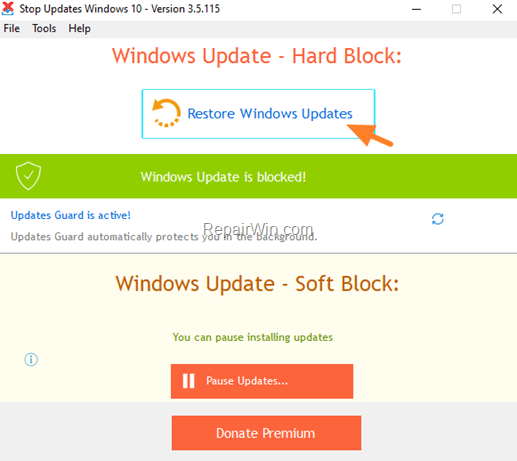 Stop Updates Windows 10 - Version 3.5.115
File Tools Help
Windows Update - Hard Block:
Restore Windows Updates
Windows Update is blocked!
Updates Guard is active!
RepairWin.com
Updates Guard automatically protects you in the background.
Windows Update - Soft Block:
You can pause installing updates
Pause Updates...
Donate Premium